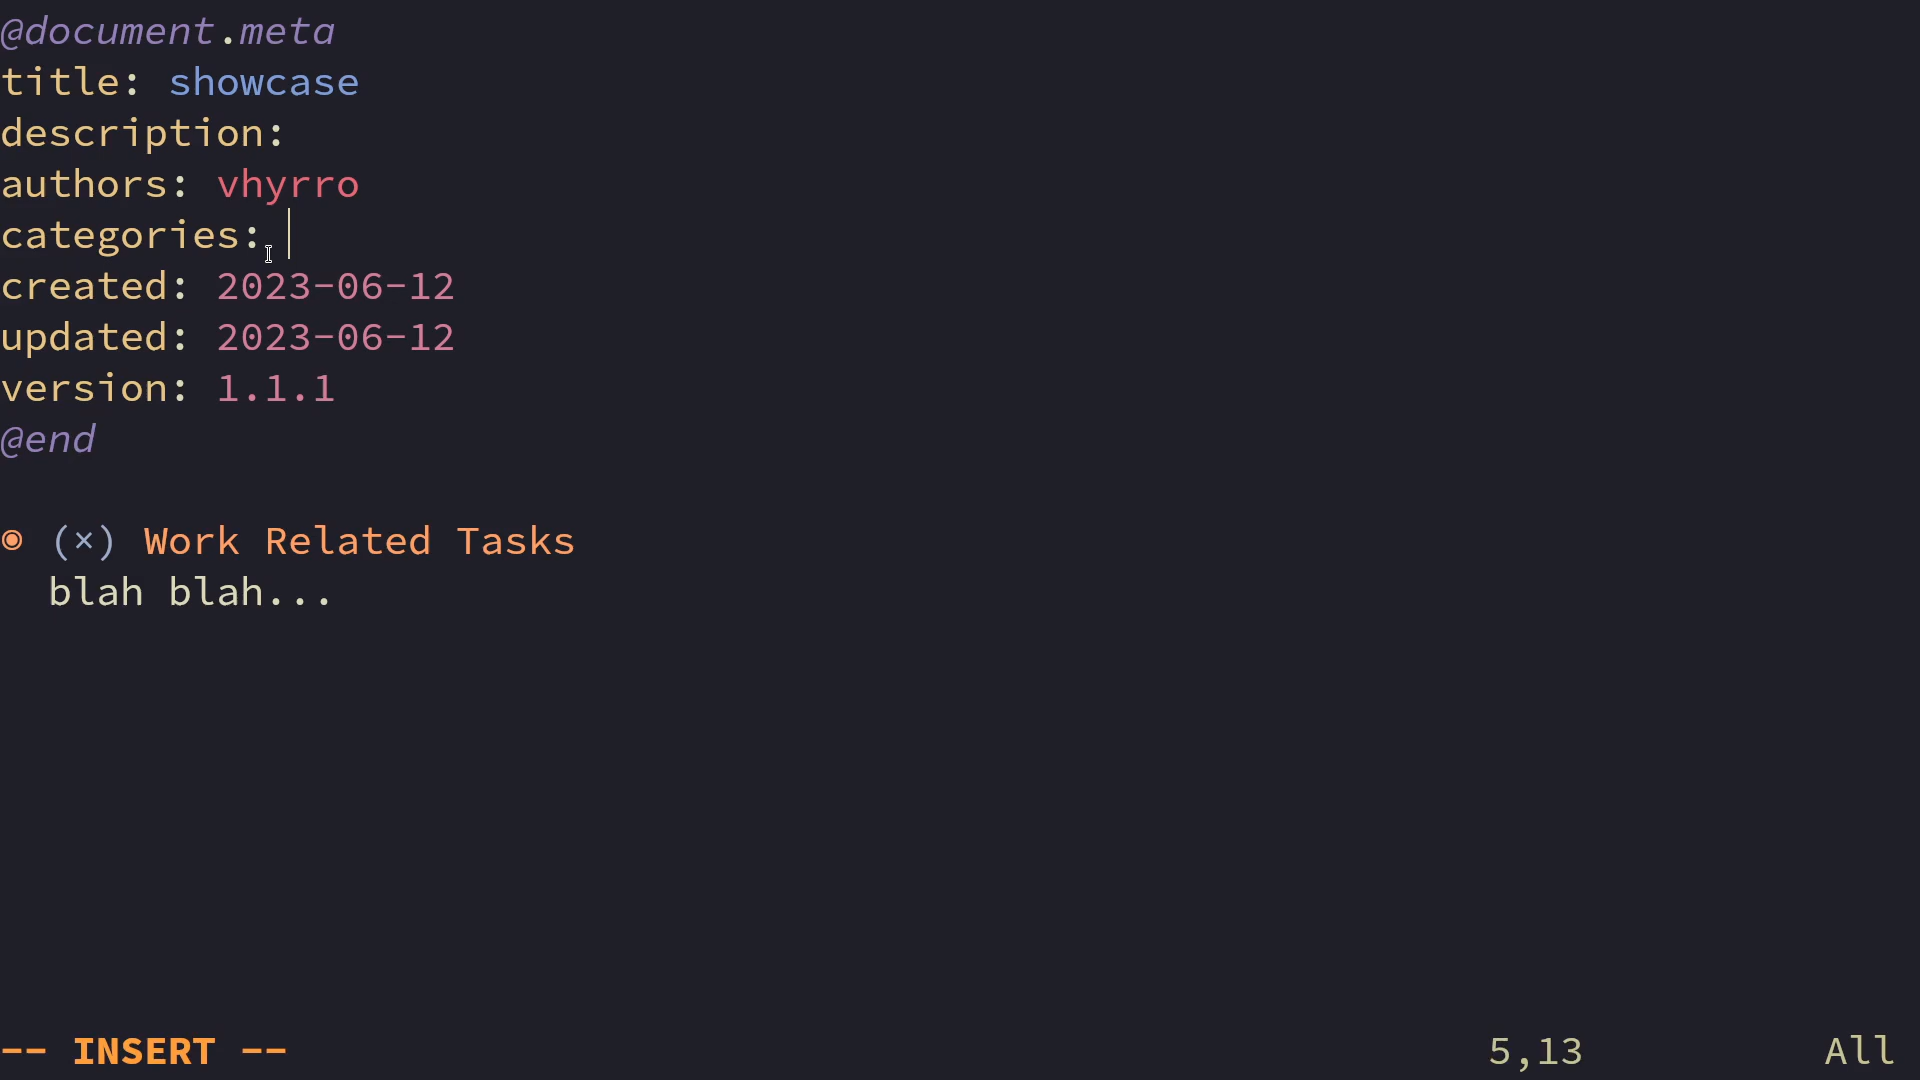 @document.meta
title: showcase
description:
authors: vhyrro
categories:
created: 2023-06-12
updated: 2023-06-12
version: 1.1.1
@end
◉ (×) Work Related Tasks
blah blah...
-- INSERT -- 5,13 All